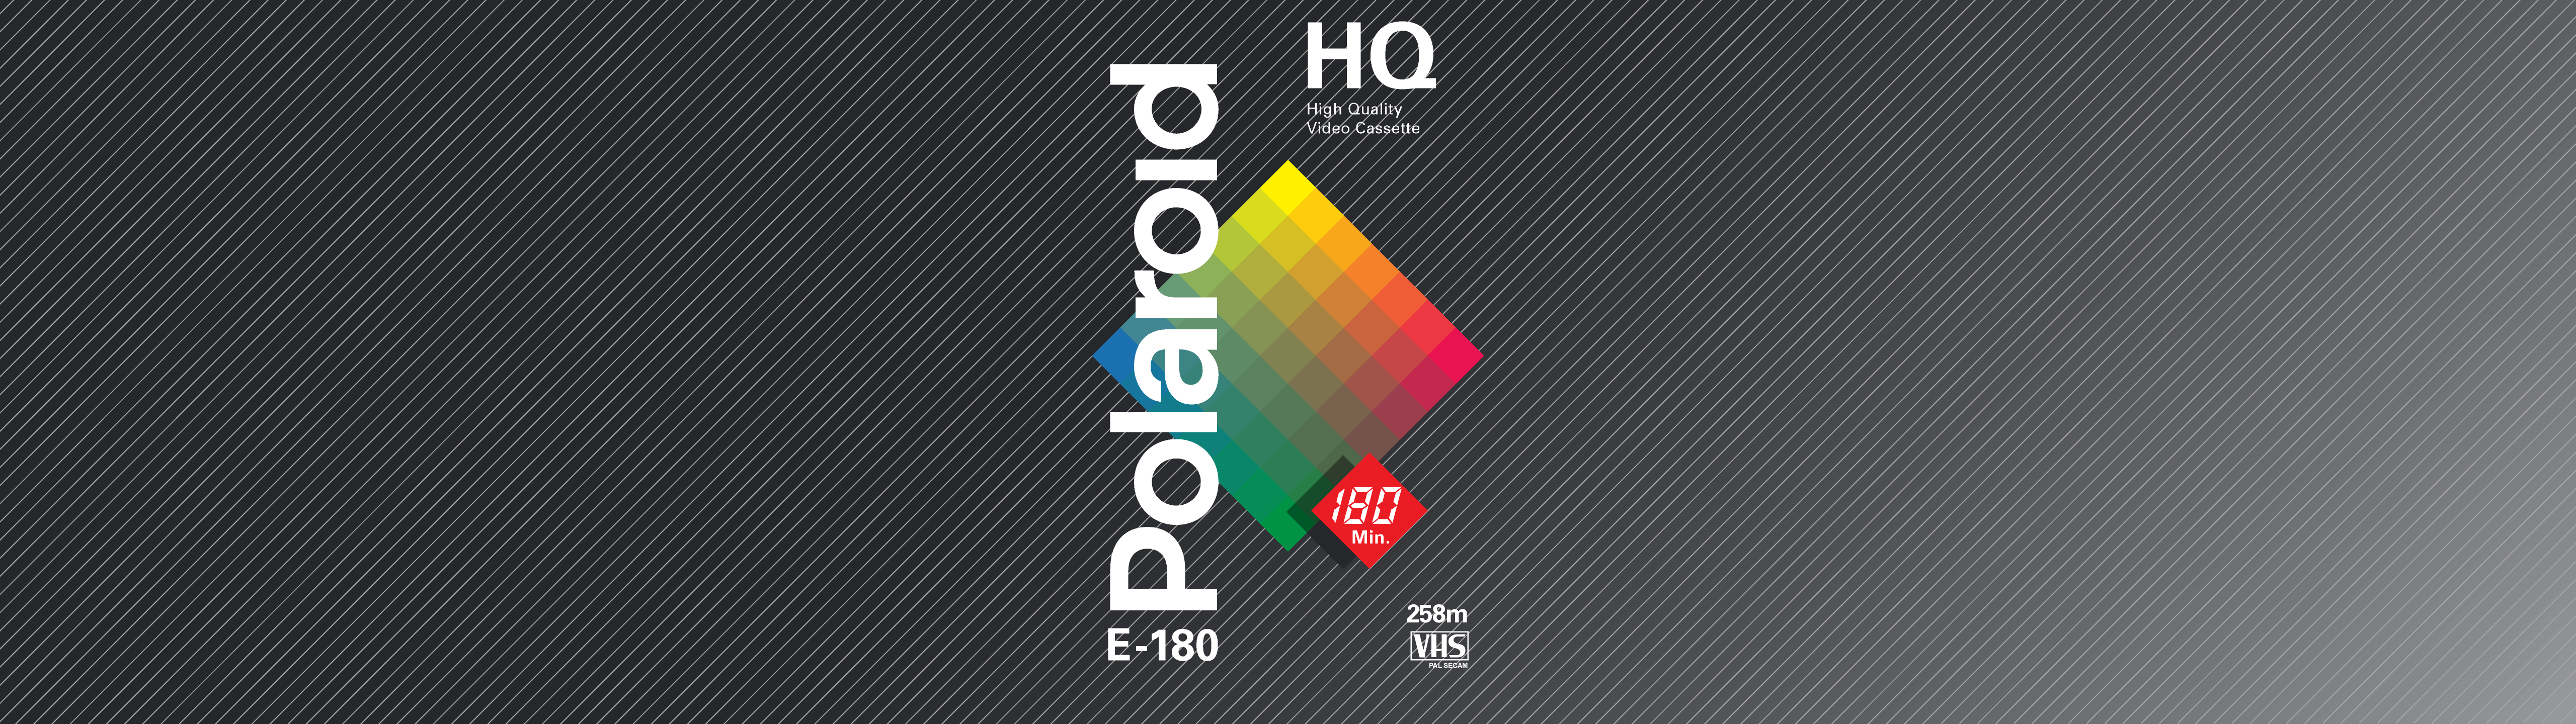 HQ
High Quality
Video Cassette
Polaroid
180
Min.
E-180
258m
VHS
PAL SECAM